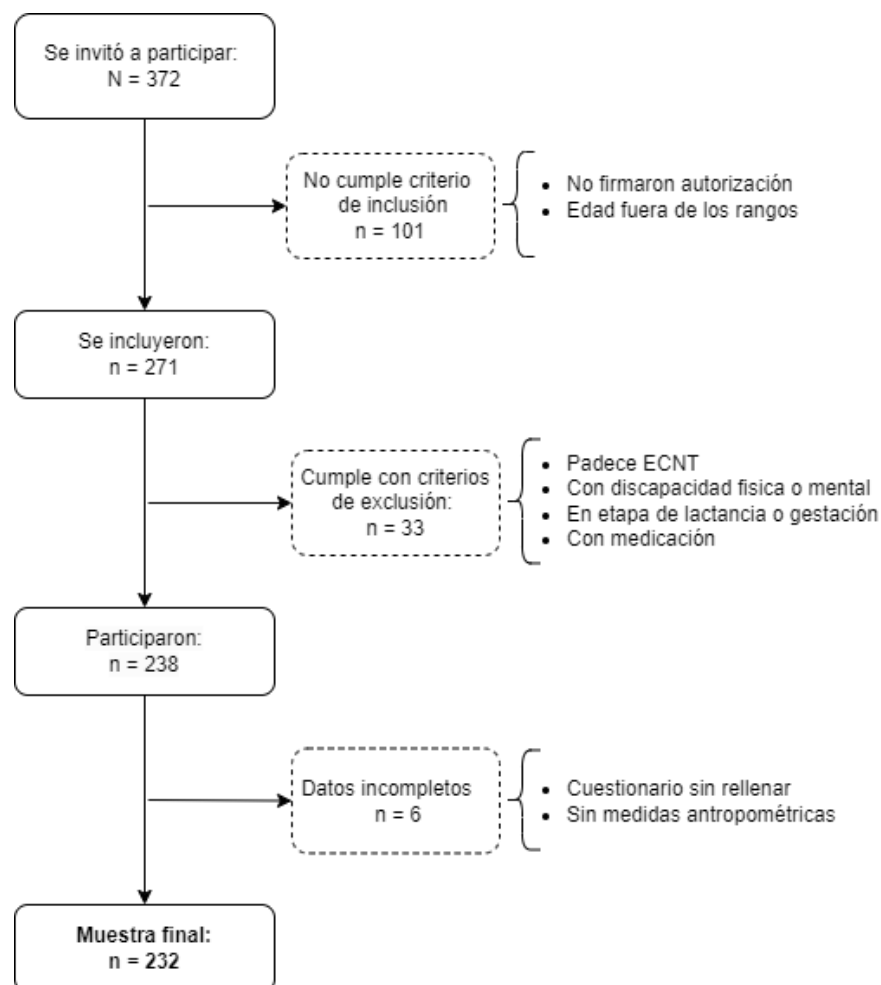 Se invitó a participar:
N = 372
No cumple criterio
de inclusión
n = 101
• No firmaron autorización
• Edad fuera de los rangos
Se incluyeron:
n = 271
Cumple con criterios
de exclusión:
n = 33
• Padece ECNT
• Con discapacidad fisica o mental
• En etapa de lactancia o gestación
• Con medicación
Participaron:
n = 238
Datos incompletos
n = 6
• Cuestionario sin rellenar
• Sin medidas antropométricas
Muestra final:
n = 232